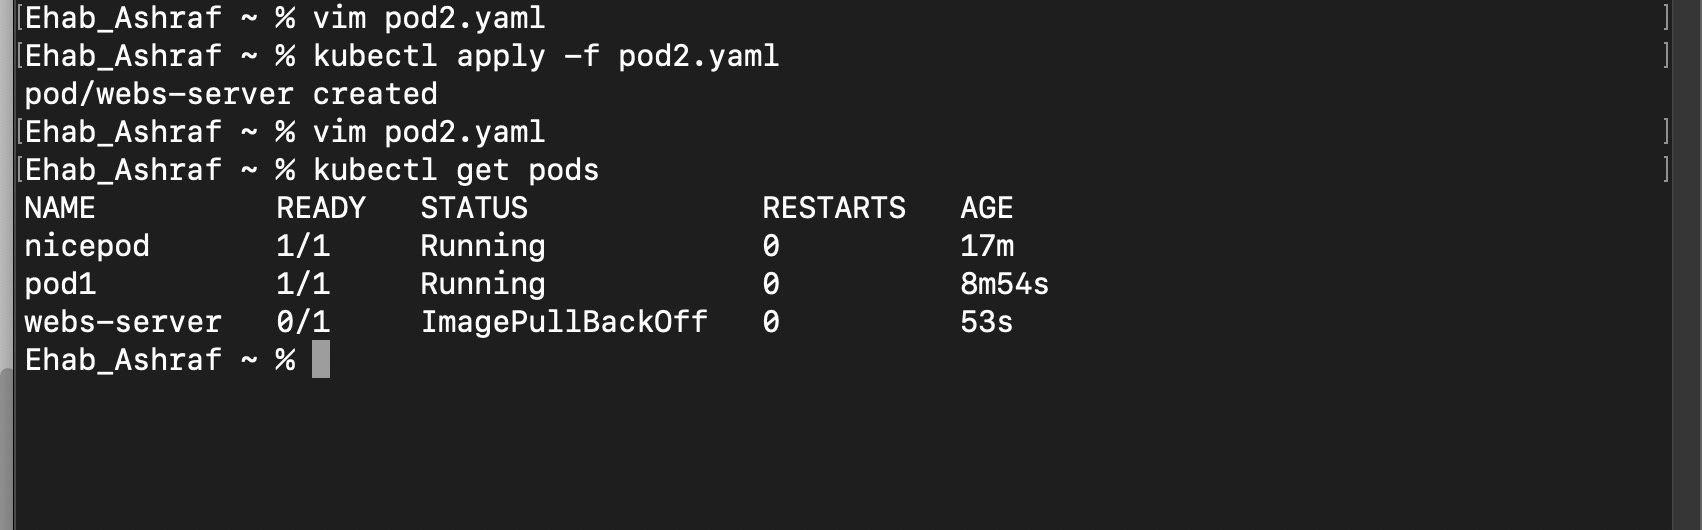 [Ehab_Ashraf ~ % vim pod2.yaml ]
[Ehab_Ashraf ~ % kubectl apply -f pod2.yaml ]
pod/webs-server created
[Ehab_Ashraf ~ % vim pod2.yaml ]
[Ehab_Ashraf ~ % kubectl get pods ]
NAME READY STATUS RESTARTS AGE
nicepod 1/1 Running 0 17m
pod1 1/1 Running 0 8m54s
webs-server 0/1 ImagePullBackOff 0 53s
Ehab_Ashraf ~ %